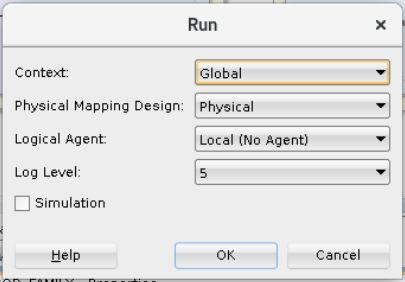 Run
Context: Global
Physical Mapping Design: Physical
Logical Agent: Local (No Agent)
Log Level: 5
Simulation
Help OK Cancel
FAMILY Properties